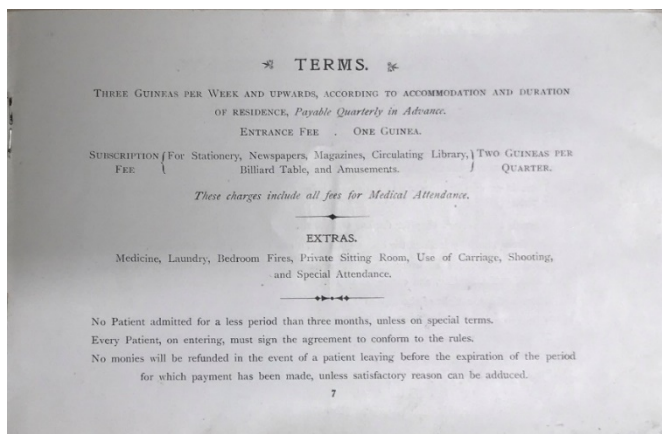 TERMS.
THREE GUINEAS PER WEEK AND UPWARDS, ACCORDING TO ACCOMMODATION AND DURATION
OF RESIDENCE, Payable Quarterly in Advance.
ENTRANCE FEE . ONE GUINEA.
SUBSCRIPTION { For Stationery, Newspapers, Magazines, Circulating Library, } TWO GUINEAS PER
FEE { Billiard Table, and Amusements. } QUARTER.
These charges include all fees for Medical Attendance.
EXTRAS.
Medicine, Laundry, Bedroom Fires, Private Sitting Room, Use of Carriage, Shooting,
and Special Attendance.
No Patient admitted for a less period than three months, unless on special terms.
Every Patient, on entering, must sign the agreement to conform to the rules.
No monies will be refunded in the event of a patient leaving before the expiration of the period
for which payment has been made, unless satisfactory reason can be adduced.
7